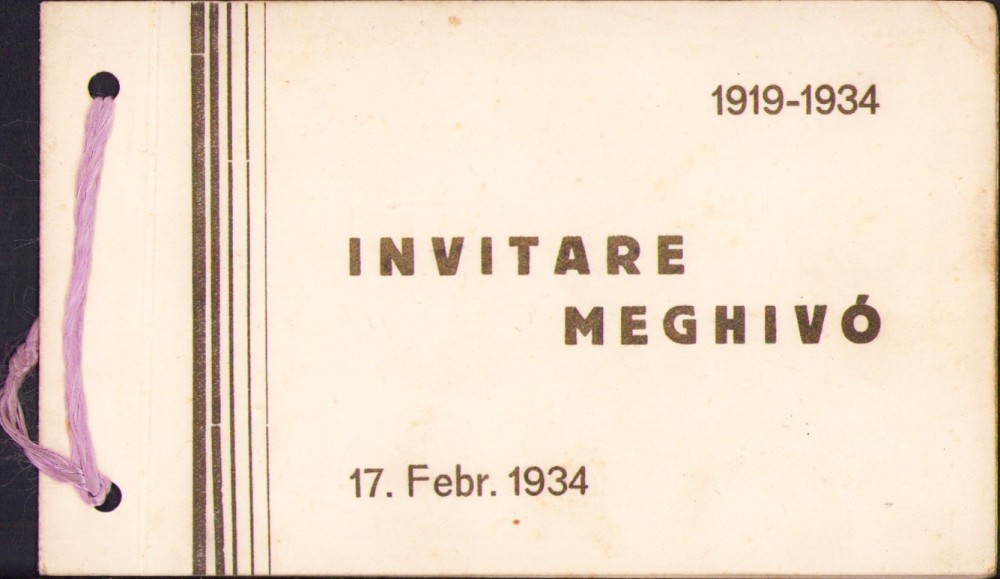 1919-1934
INVITARE
MEGHIVÓ
17. Febr. 1934